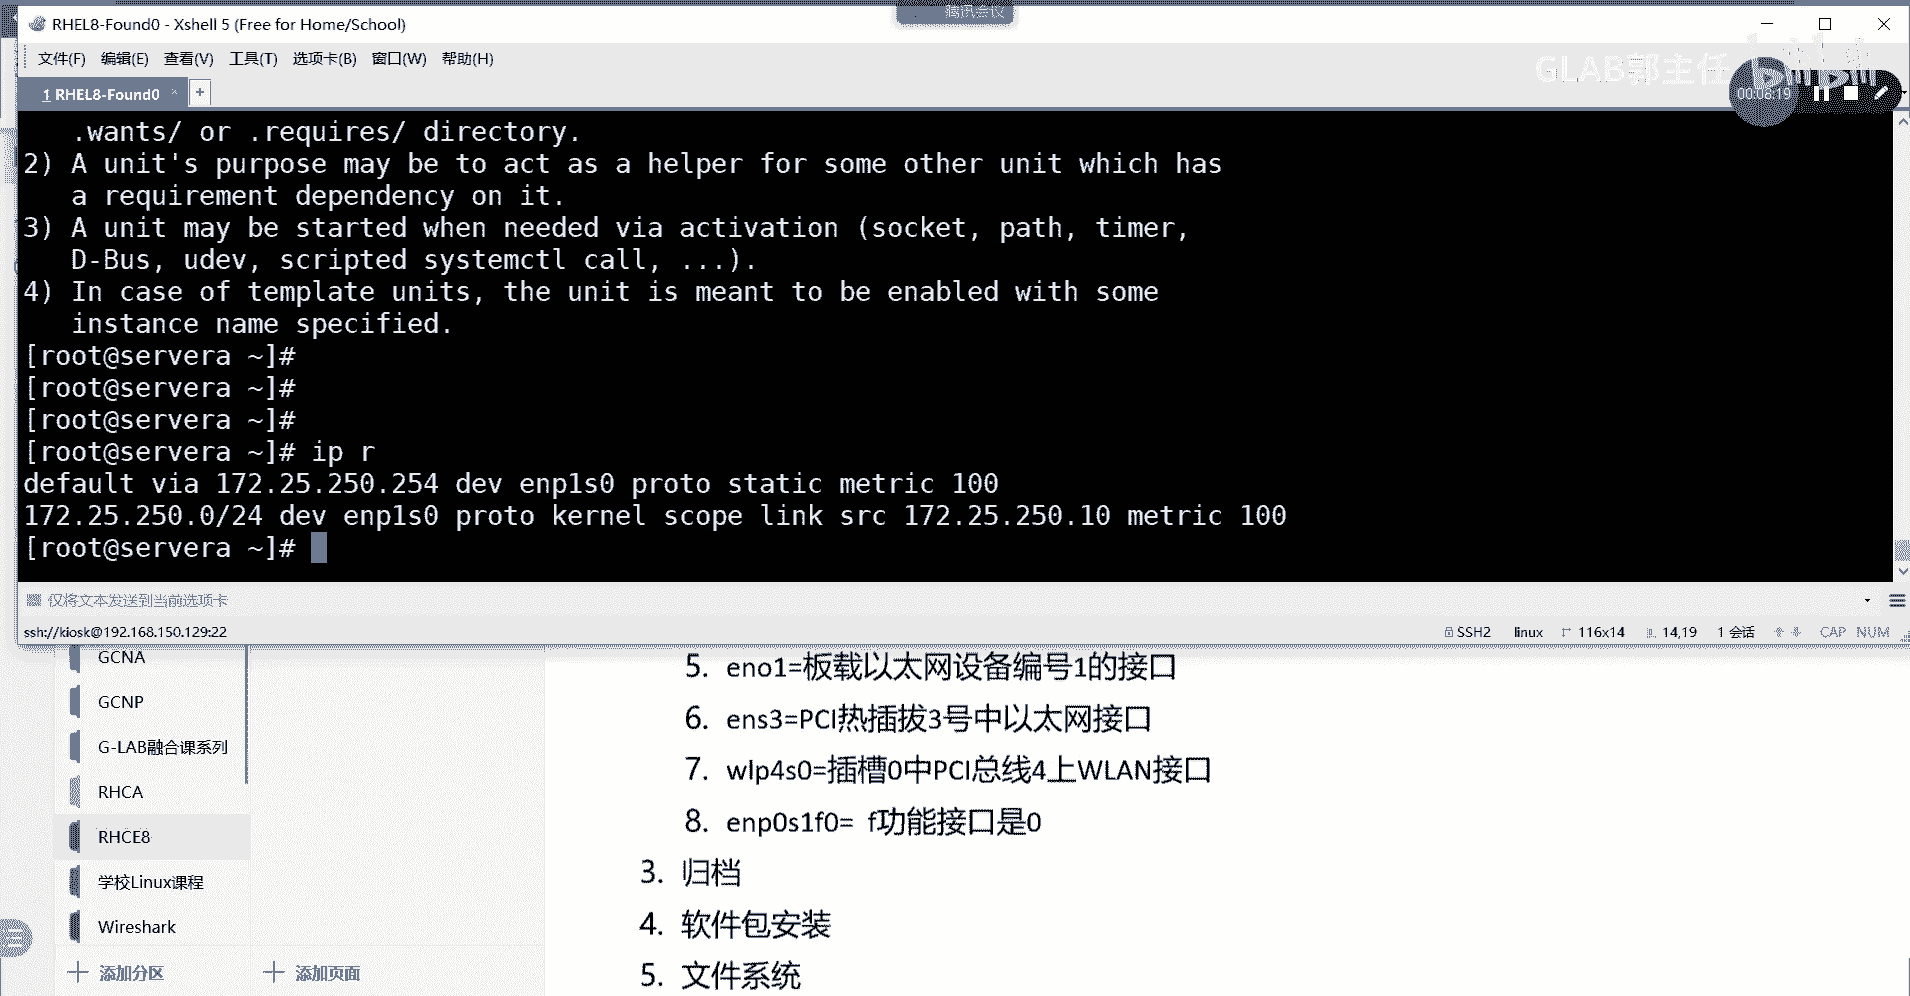 RHEL8-Found0 - Xshell 5 (Free for Home/School)
腾讯会议
文件(F) 编辑(E) 查看(V) 工具(T) 选项卡(B) 窗口(W) 帮助(H)
GLAB郭主任
bilibili
1 RHEL8-Found0
00:08:19
.wants/ or .requires/ directory.
2) A unit's purpose may be to act as a helper for some other unit which has
a requirement dependency on it.
3) A unit may be started when needed via activation (socket, path, timer,
D-Bus, udev, scripted systemctl call, ...).
4) In case of template units, the unit is meant to be enabled with some
instance name specified.
[root@servera ~]#
[root@servera ~]#
[root@servera ~]#
[root@servera ~]# ip r
default via 172.25.250.254 dev enp1s0 proto static metric 100
172.25.250.0/24 dev enp1s0 proto kernel scope link src 172.25.250.10 metric 100
[root@servera ~]#
仅将文本发送到当前选项卡
ssh://kiosk@192.168.150.129:22 SSH2 linux 116x14 14,19 1 会话 CAP NUM
GCNA
GCNP
G-LAB融合课系列
RHCA
RHCE8
学校Linux课程
Wireshark
添加分区 添加页面
5. eno1=板载以太网设备编号1的接口
6. ens3=PCI热插拔3号中以太网接口
7. wlp4s0=插槽0中PCI总线4上WLAN接口
8. enp0s1f0= f功能接口是0
3. 归档
4. 软件包安装
5. 文件系统